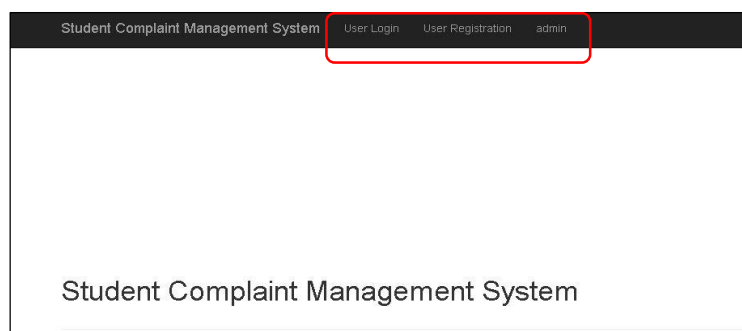 Student Complaint Management System User Login User Registration admin
Student Complaint Management System